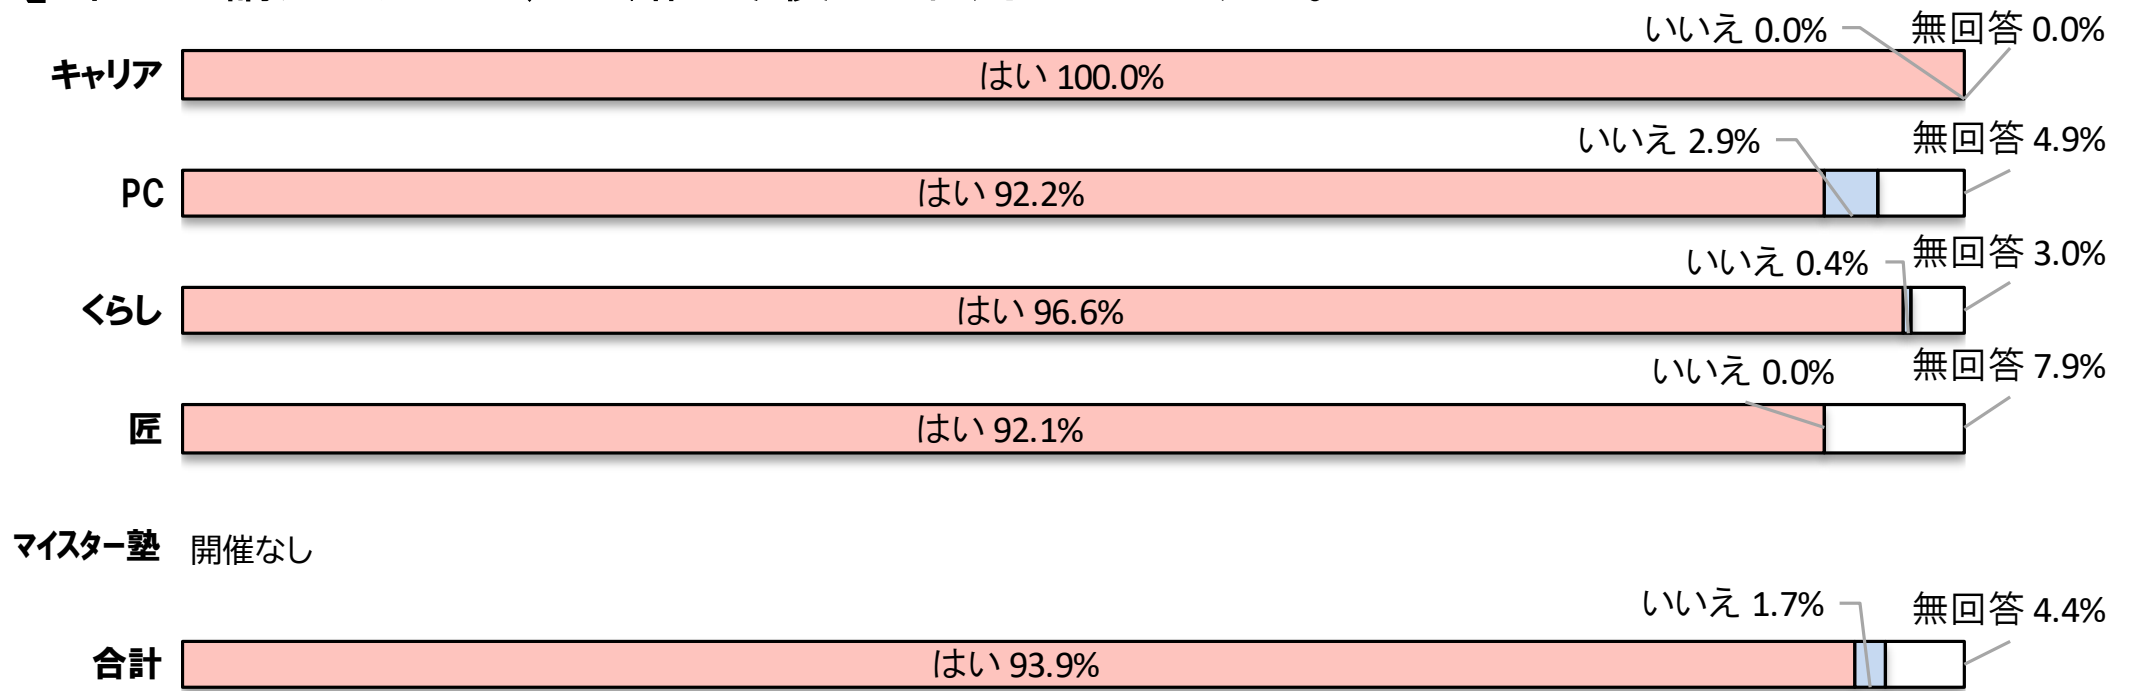 いいえ 0.0% 無回答 0.0%
キャリア はい 100.0%
いいえ 2.9% 無回答 4.9%
PC はい 92.2%
いいえ 0.4% 無回答 3.0%
くらし はい 96.6%
いいえ 0.0% 無回答 7.9%
匠 はい 92.1%
マイスター塾 開催なし
いいえ 1.7% 無回答 4.4%
合計 はい 93.9%